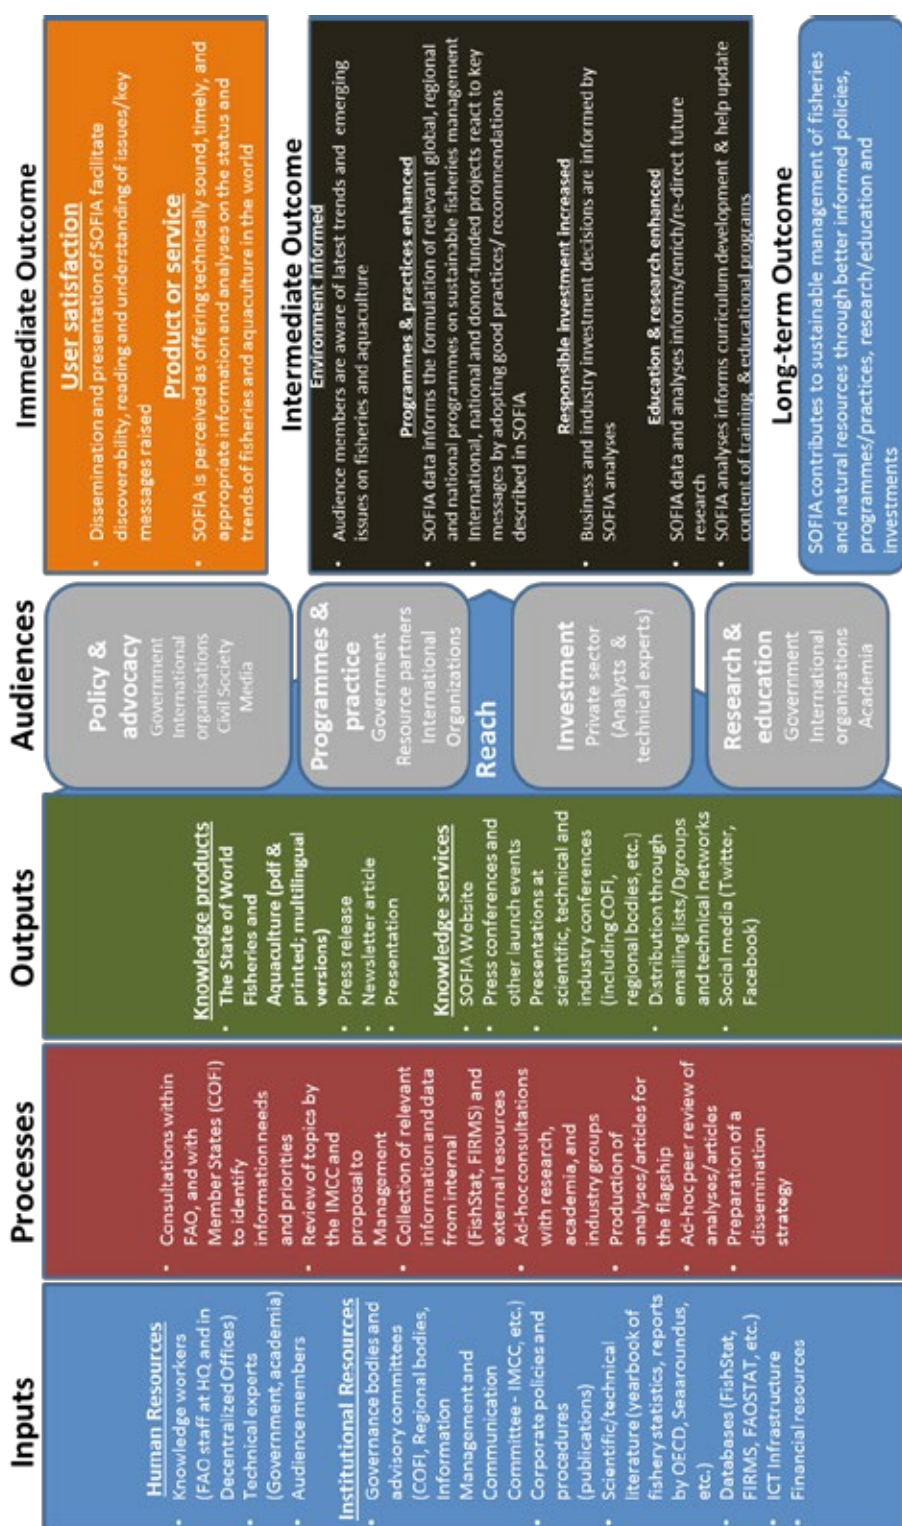 Inputs
Human Resources
• Knowledge workers
(FAO staff at HQ, and in
Decentralized Offices)
• Technical experts
(Government, academia)
• Audience members
Institutional Resources
• Governance bodies and
advisory committees
(COFI, Regional bodies,
Information
Management and
Communication
Committee - IMCC, etc.)
• Corporate policies and
procedures
(publications)
• Scientific/technical
literature (yearbook of
fishery statistics, reports
by OECD, Seaaroundus,
etc.)
• Databases (FishStat,
FIRMS, FAOSTAT, etc.)
• ICT Infrastructure
• Financial resources
Processes
• Consultations within
FAO, and with
Member States (COFI)
to identify
information needs
and priorities
• Review of topics by
the IMCC and
proposal to
Management
• Collection of relevant
information and data
from internal
(FishStat, FIRMS) and
external resources
• Ad-hoc consultations
with research,
academia, and
industry groups
• Production of
analyses/articles for
the flagship
• Ad-hoc peer review of
analyses/articles
• Preparation of a
dissemination
strategy
Outputs
Knowledge products
• The State of World
Fisheries and
Aquaculture (pdf &
printed; multilingual
versions)
• Press release
• Newsletter article
• Presentation
Knowledge services
• SOFIA Website
• Press conferences and
other launch events
• Presentations at
scientific, technical and
industry conferences
(including COFI,
regional bodies, etc.)
• Distribution through
emailing lists/Dgroups
and technical networks
• Social media (Twitter,
Facebook)
Audiences
Policy &
advocacy
Government
International
organisations
Civil Society
Media
Programmes &
practice
Government
Resource partners
International
Organizations
Reach
Investment
Private sector
(Analysts &
technical experts)
Research &
education
Government
International
organizations
Academia
Immediate Outcome
User satisfaction
• Dissemination and presentation of SOFIA facilitate
discoverability, reading and understanding of issues/key
messages raised
Product or service
• SOFIA is perceived as offering technically sound, timely, and
appropriate information and analyses on the status and
trends of fisheries and aquaculture in the world
Intermediate Outcome
Environment informed
• Audience members are aware of latest trends and emerging
issues on fisheries and aquaculture
Programmes & practices enhanced
• SOFIA data informs the formulation of relevant global, regional
and national programmes on sustainable fisheries management
• International, national and donor-funded projects react to key
messages by adopting good practices/ recommendations
described in SOFIA
Responsible investment increased
• Business and industry investment decisions are informed by
SOFIA analyses
Education & research enhanced
• SOFIA data and analyses informs/enrich/re-direct future
research
• SOFIA analyses informs curriculum development & help update
content of training & educational programs
Long-term Outcome
SOFIA contributes to sustainable management of fisheries
and natural resources through better informed policies,
programmes/practices, research/education and
investments